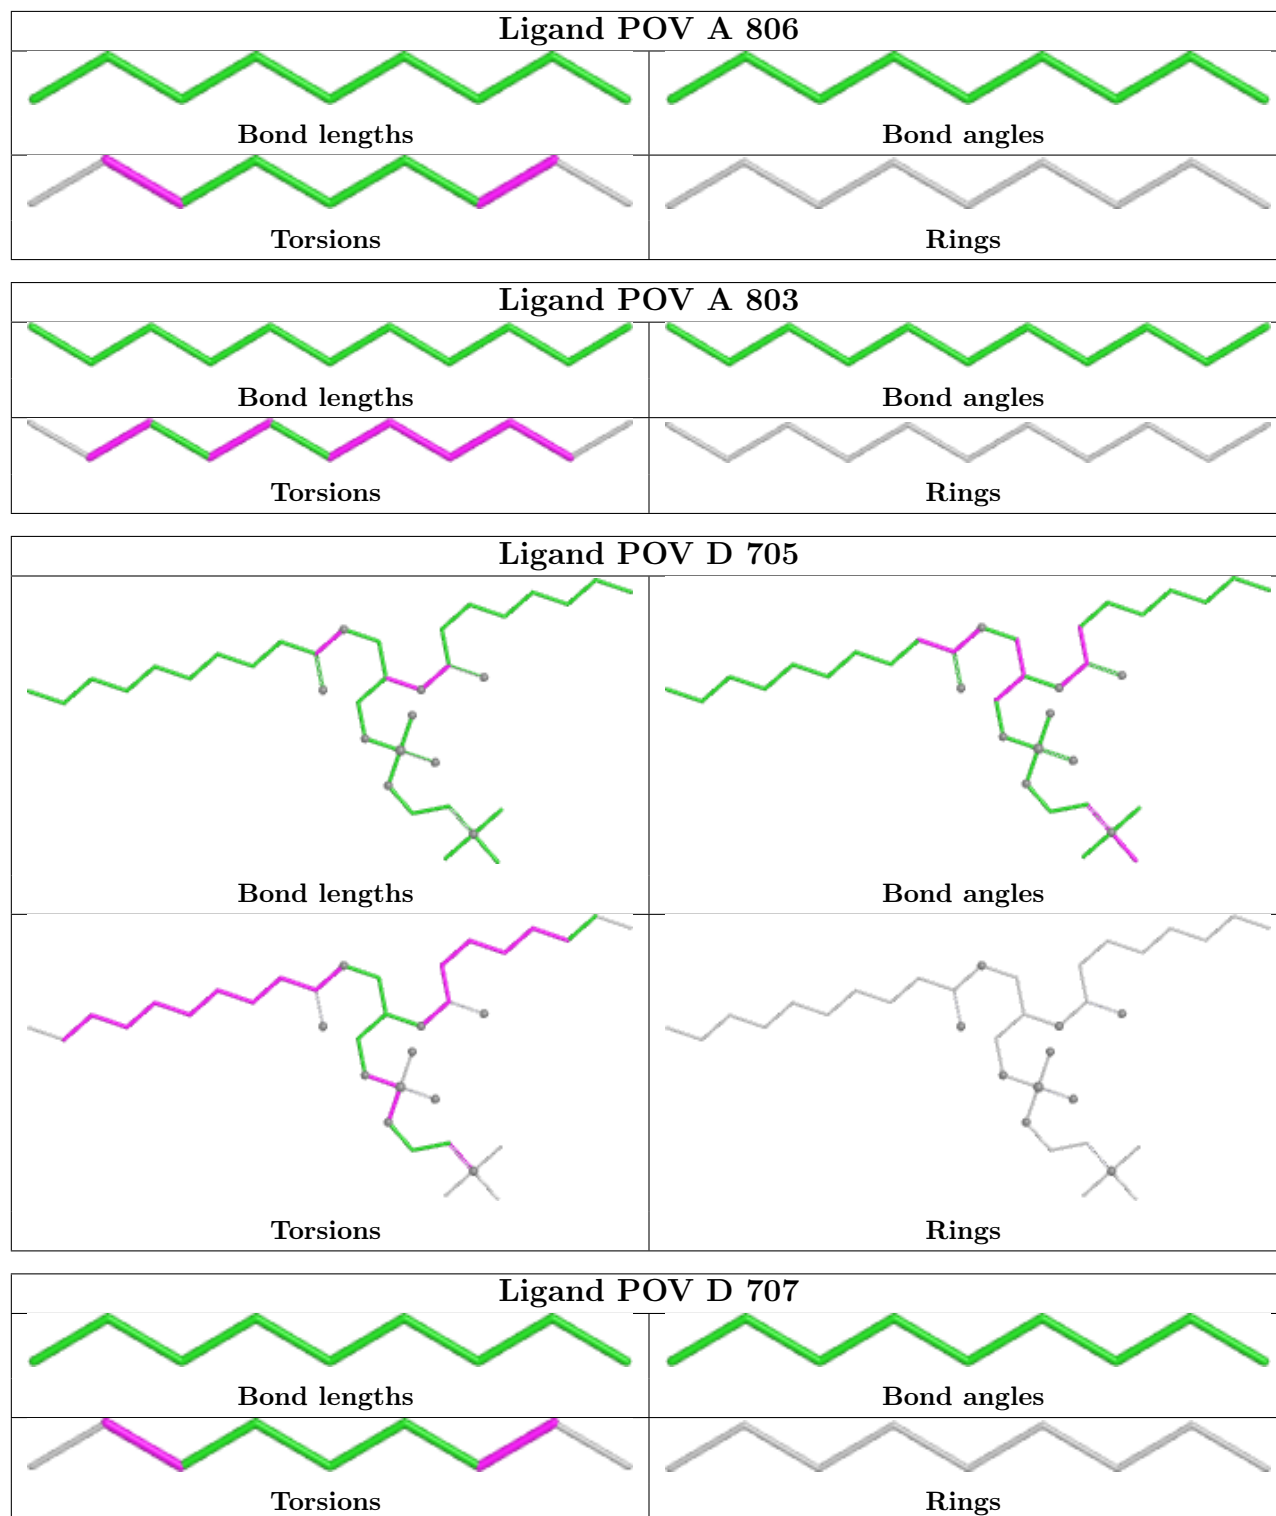 Ligand POV A 806
Bond lengths
Bond angles
Torsions
Rings
Ligand POV A 803
Bond lengths
Bond angles
Torsions
Rings
Ligand POV D 705
Bond lengths
Bond angles
Torsions
Rings
Ligand POV D 707
Bond lengths
Bond angles
Torsions
Rings